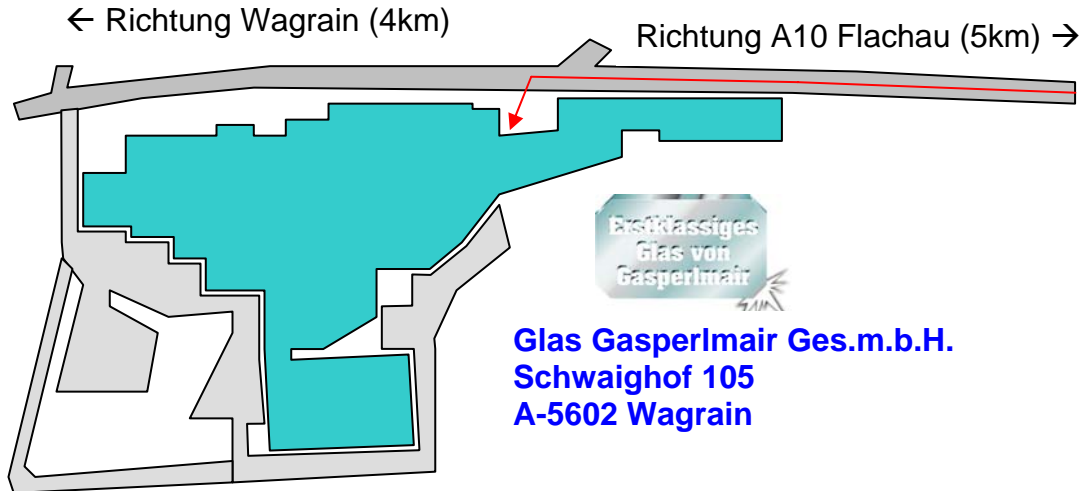 ← Richtung Wagrain (4km)
Richtung A10 Flachau (5km) →
Erstklassiges
Glas von
Gasperlmair
Glas Gasperlmair Ges.m.b.H.
Schwaighof 105
A-5602 Wagrain